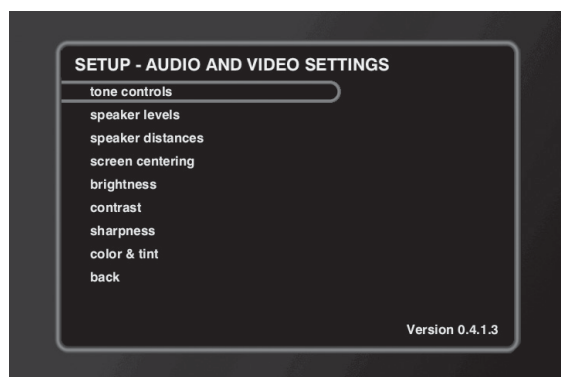 SETUP - AUDIO AND VIDEO SETTINGS
tone controls
speaker levels
speaker distances
screen centering
brightness
contrast
sharpness
color & tint
back
Version 0.4.1.3